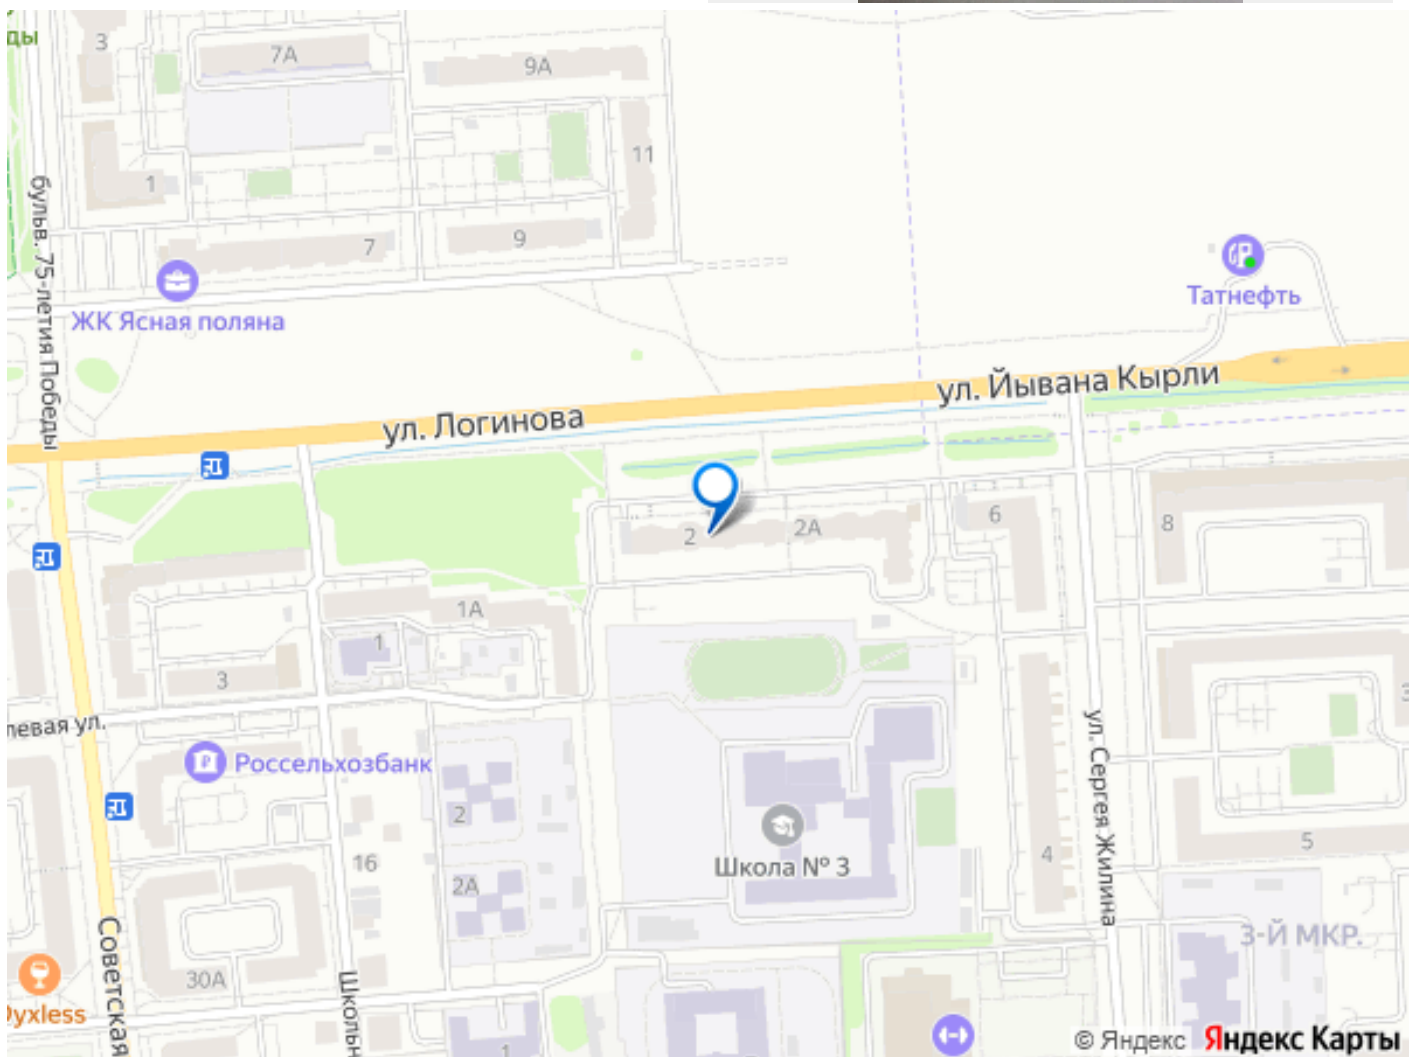 ды
3
7А
9А
11
1
7
9
бульв. 75-летия Победы
ЖК Ясная поляна
Татнефть
ул. Йывана Кырли
ул. Логинова
2
2А
6
8
1А
1
3
левая ул.
Россельхозбанк
ул. Сергея Жилина
2
16
Школа № 3
4
5
2А
3-Й МКР.
30А
Советская
Школьн
Dyxless
1
© Яндекс Яндекс Карты